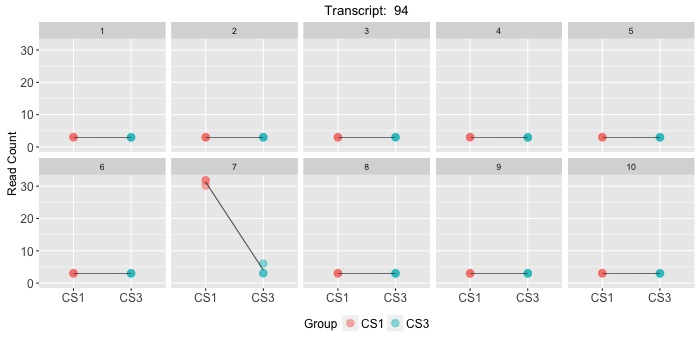 Transcript: 94
1 2 3 4 5
30
20
10
0
Read Count
6 7 8 9 10
30
20
10
0
CS1 CS3 CS1 CS3 CS1 CS3 CS1 CS3 CS1 CS3
Group CS1 CS3